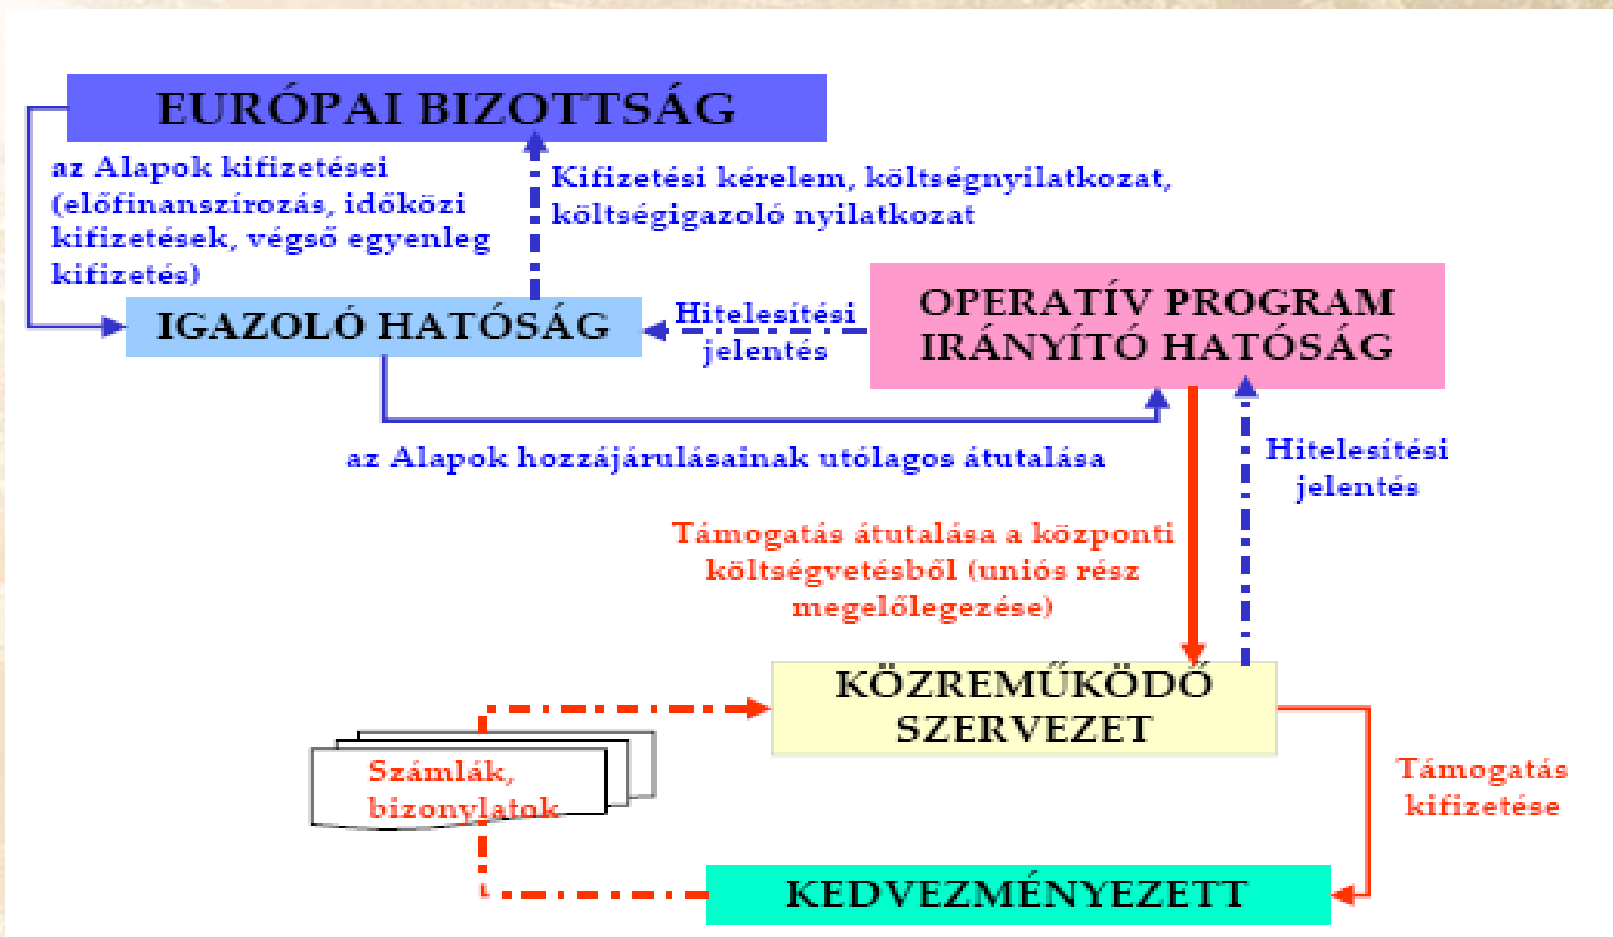 EURÓPAI BIZOTTSÁG
az Alapok kifizetései
(előfinanszírozás, időközi
kifizetések, végső egyenleg
kifizetés)
Kifizetési kérelem, költségnyilatkozat,
költségigazoló nyilatkozat
IGAZOLÓ HATÓSÁG
Hitelesítési
jelentés
OPERATÍV PROGRAM
IRÁNYÍTÓ HATÓSÁG
az Alapok hozzájárulásainak utólagos átutalása
Hitelesítési
jelentés
Támogatás átutalása a központi
költségvetésből (uniós rész
megelőlegezése)
KÖZREMŰKÖDŐ
SZERVEZET
Számlák,
bizonylatok
Támogatás
kifizetése
KEDVEZMÉNYEZETT